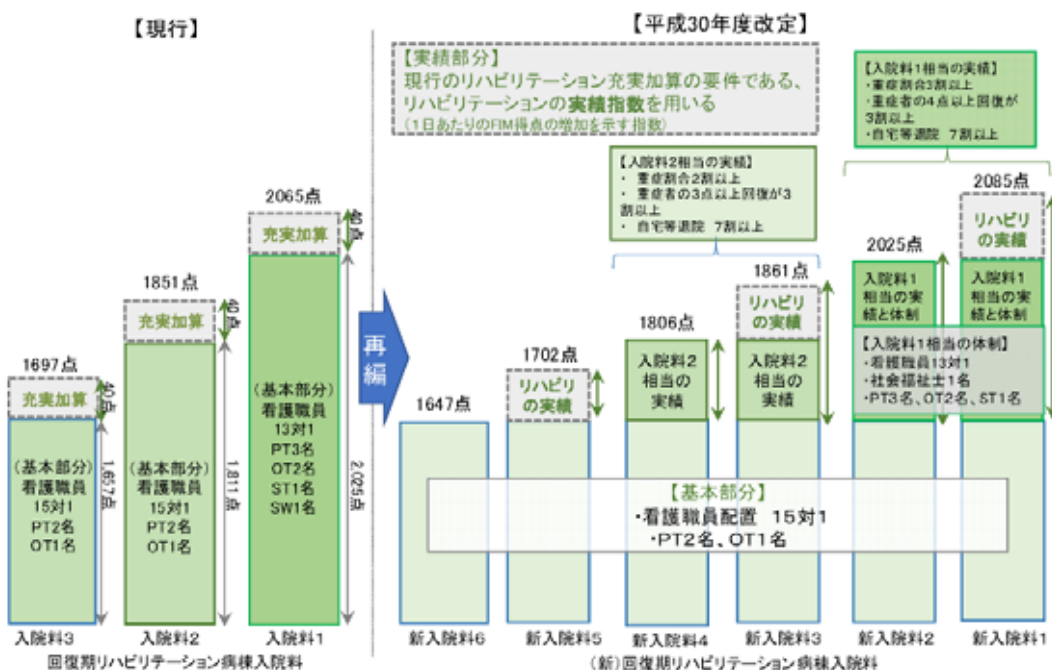 【現行】
【平成30年度改定】
【実績部分】
現行のリハビリテーション充実加算の要件である、
リハビリテーションの実績指数を用いる
(1日あたりのFIM得点の増加を示す指数)
【入院料1相当の実績】
・重症割合3割以上
・重症者の4点以上回復が
3割以上
・自宅等退院 7割以上
【入院料2相当の実績】
・ 重症割合2割以上
・ 重症者の3点以上回復が3
割以上
・ 自宅等退院 7割以上
1697点
充実加算
40点
(基本部分)
看護職員
15対1
PT2名
OT1名
1,657点
入院料3
1851点
充実加算
40点
(基本部分)
看護職員
15対1
PT2名
OT1名
1,811点
入院料2
2065点
充実加算
40点
(基本部分)
看護職員
13対1
PT3名
OT2名
ST1名
SW1名
2,025点
入院料1
回復期リハビリテーション病棟入院料
再編
1647点
新入院料6
1702点
リハビリ
の実績
新入院料5
1806点
入院料2
相当の
実績
新入院料4
1861点
リハビリ
の実績
入院料2
相当の
実績
新入院料3
2025点
入院料1
相当の実
績と体制
新入院料2
2085点
リハビリ
の実績
入院料1
相当の実
績と体制
新入院料1
【入院料1相当の体制】
・看護職員13対1
・社会福祉士1名
・PT3名、OT2名、ST1名
【基本部分】
・看護職員配置 15対1
・PT2名、OT1名
(新)回復期リハビリテーション病棟入院料